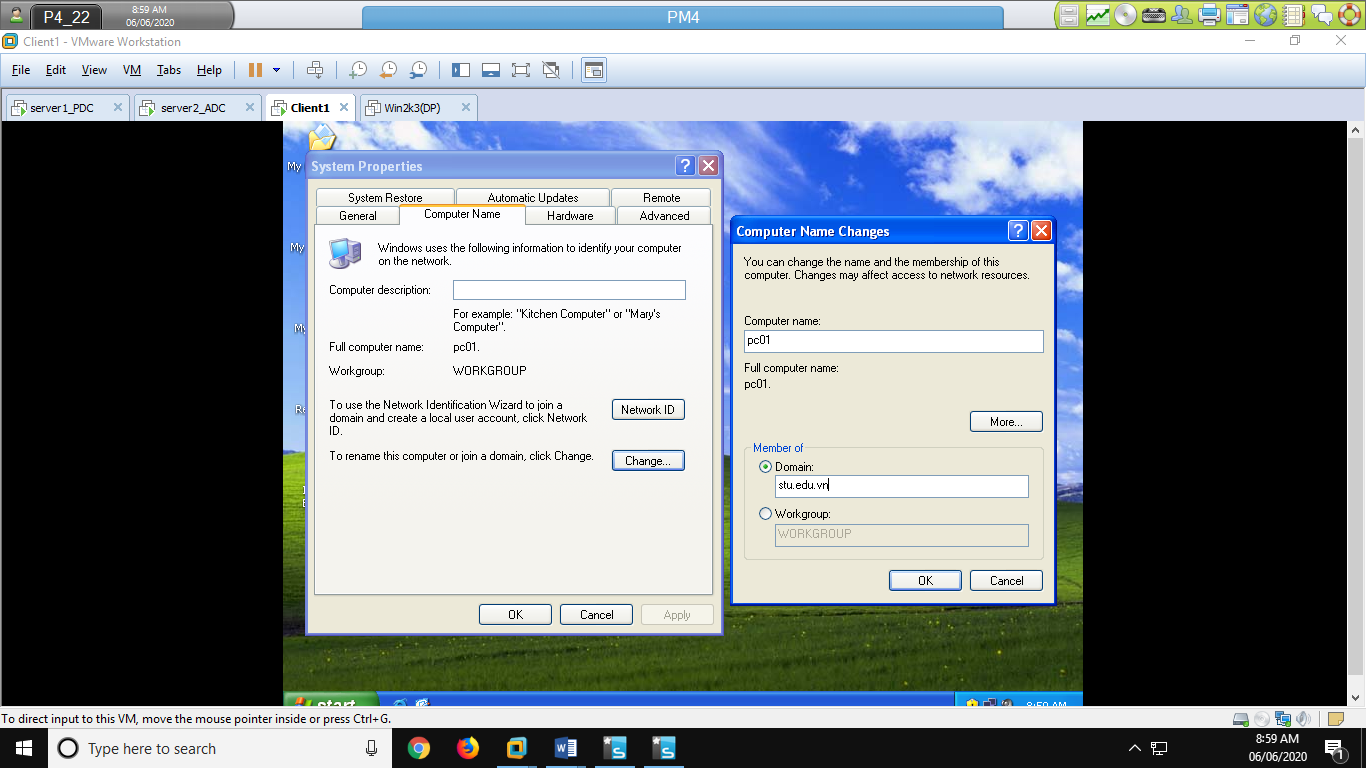 P4_22
8:59 AM
06/06/2020
PM4
Client1 - VMware Workstation
File Edit View VM Tabs Help
server1_PDC
server2_ADC
Client1
Win2k3(DP)
My
System Properties
System Restore
Automatic Updates
Remote
General
Computer Name
Hardware
Advanced
Windows uses the following information to identify your computer
on the network.
Computer description:
For example: "Kitchen Computer" or "Mary's
Computer".
Full computer name:
pc01.
Workgroup:
WORKGROUP
To use the Network Identification Wizard to join a
domain and create a local user account, click Network
ID.
Network ID
To rename this computer or join a domain, click Change.
Change...
OK
Cancel
Apply
My
Computer Name Changes
You can change the name and the membership of this
computer. Changes may affect access to network resources.
Computer name:
pc01
Full computer name:
pc01.
More...
Member of
Domain:
stu.edu.vn
Workgroup:
WORKGROUP
OK
Cancel
start
8:59 AM
To direct input to this VM, move the mouse pointer inside or press Ctrl+G.
Type here to search
8:59 AM
06/06/2020
1